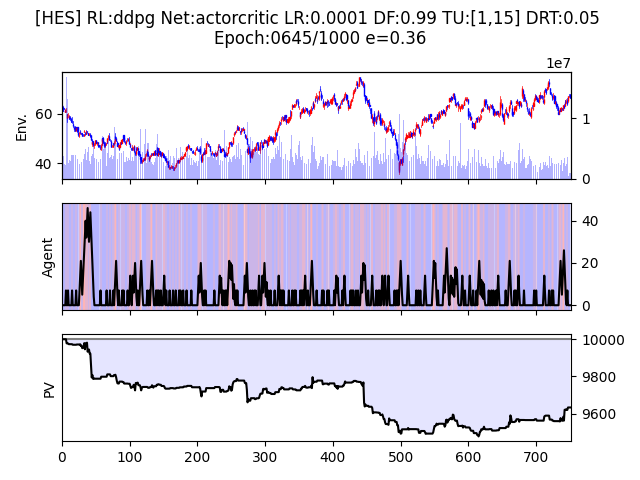 [HES] RL:ddpg Net:actorcritic LR:0.0001 DF:0.99 TU:[1,15] DRT:0.05
Epoch:0645/1000 e=0.36
1e7
Env.
60
40
1
0
Agent
40
20
0
PV
10000
9800
9600
0 100 200 300 400 500 600 700